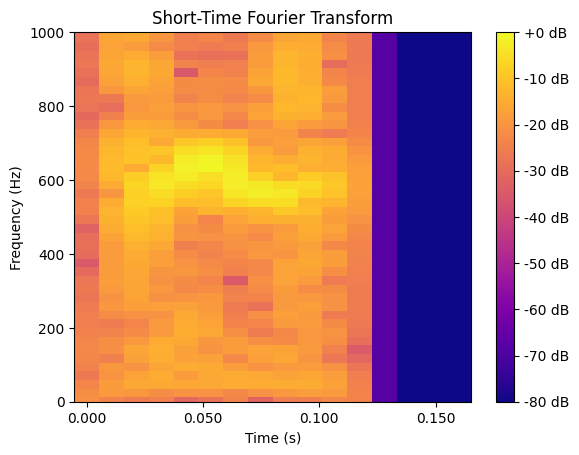 Short-Time Fourier Transform
1000
800
600
400
200
0
Frequency (Hz)
0.000
0.050
0.100
0.150
Time (s)
+0 dB
-10 dB
-20 dB
-30 dB
-40 dB
-50 dB
-60 dB
-70 dB
-80 dB